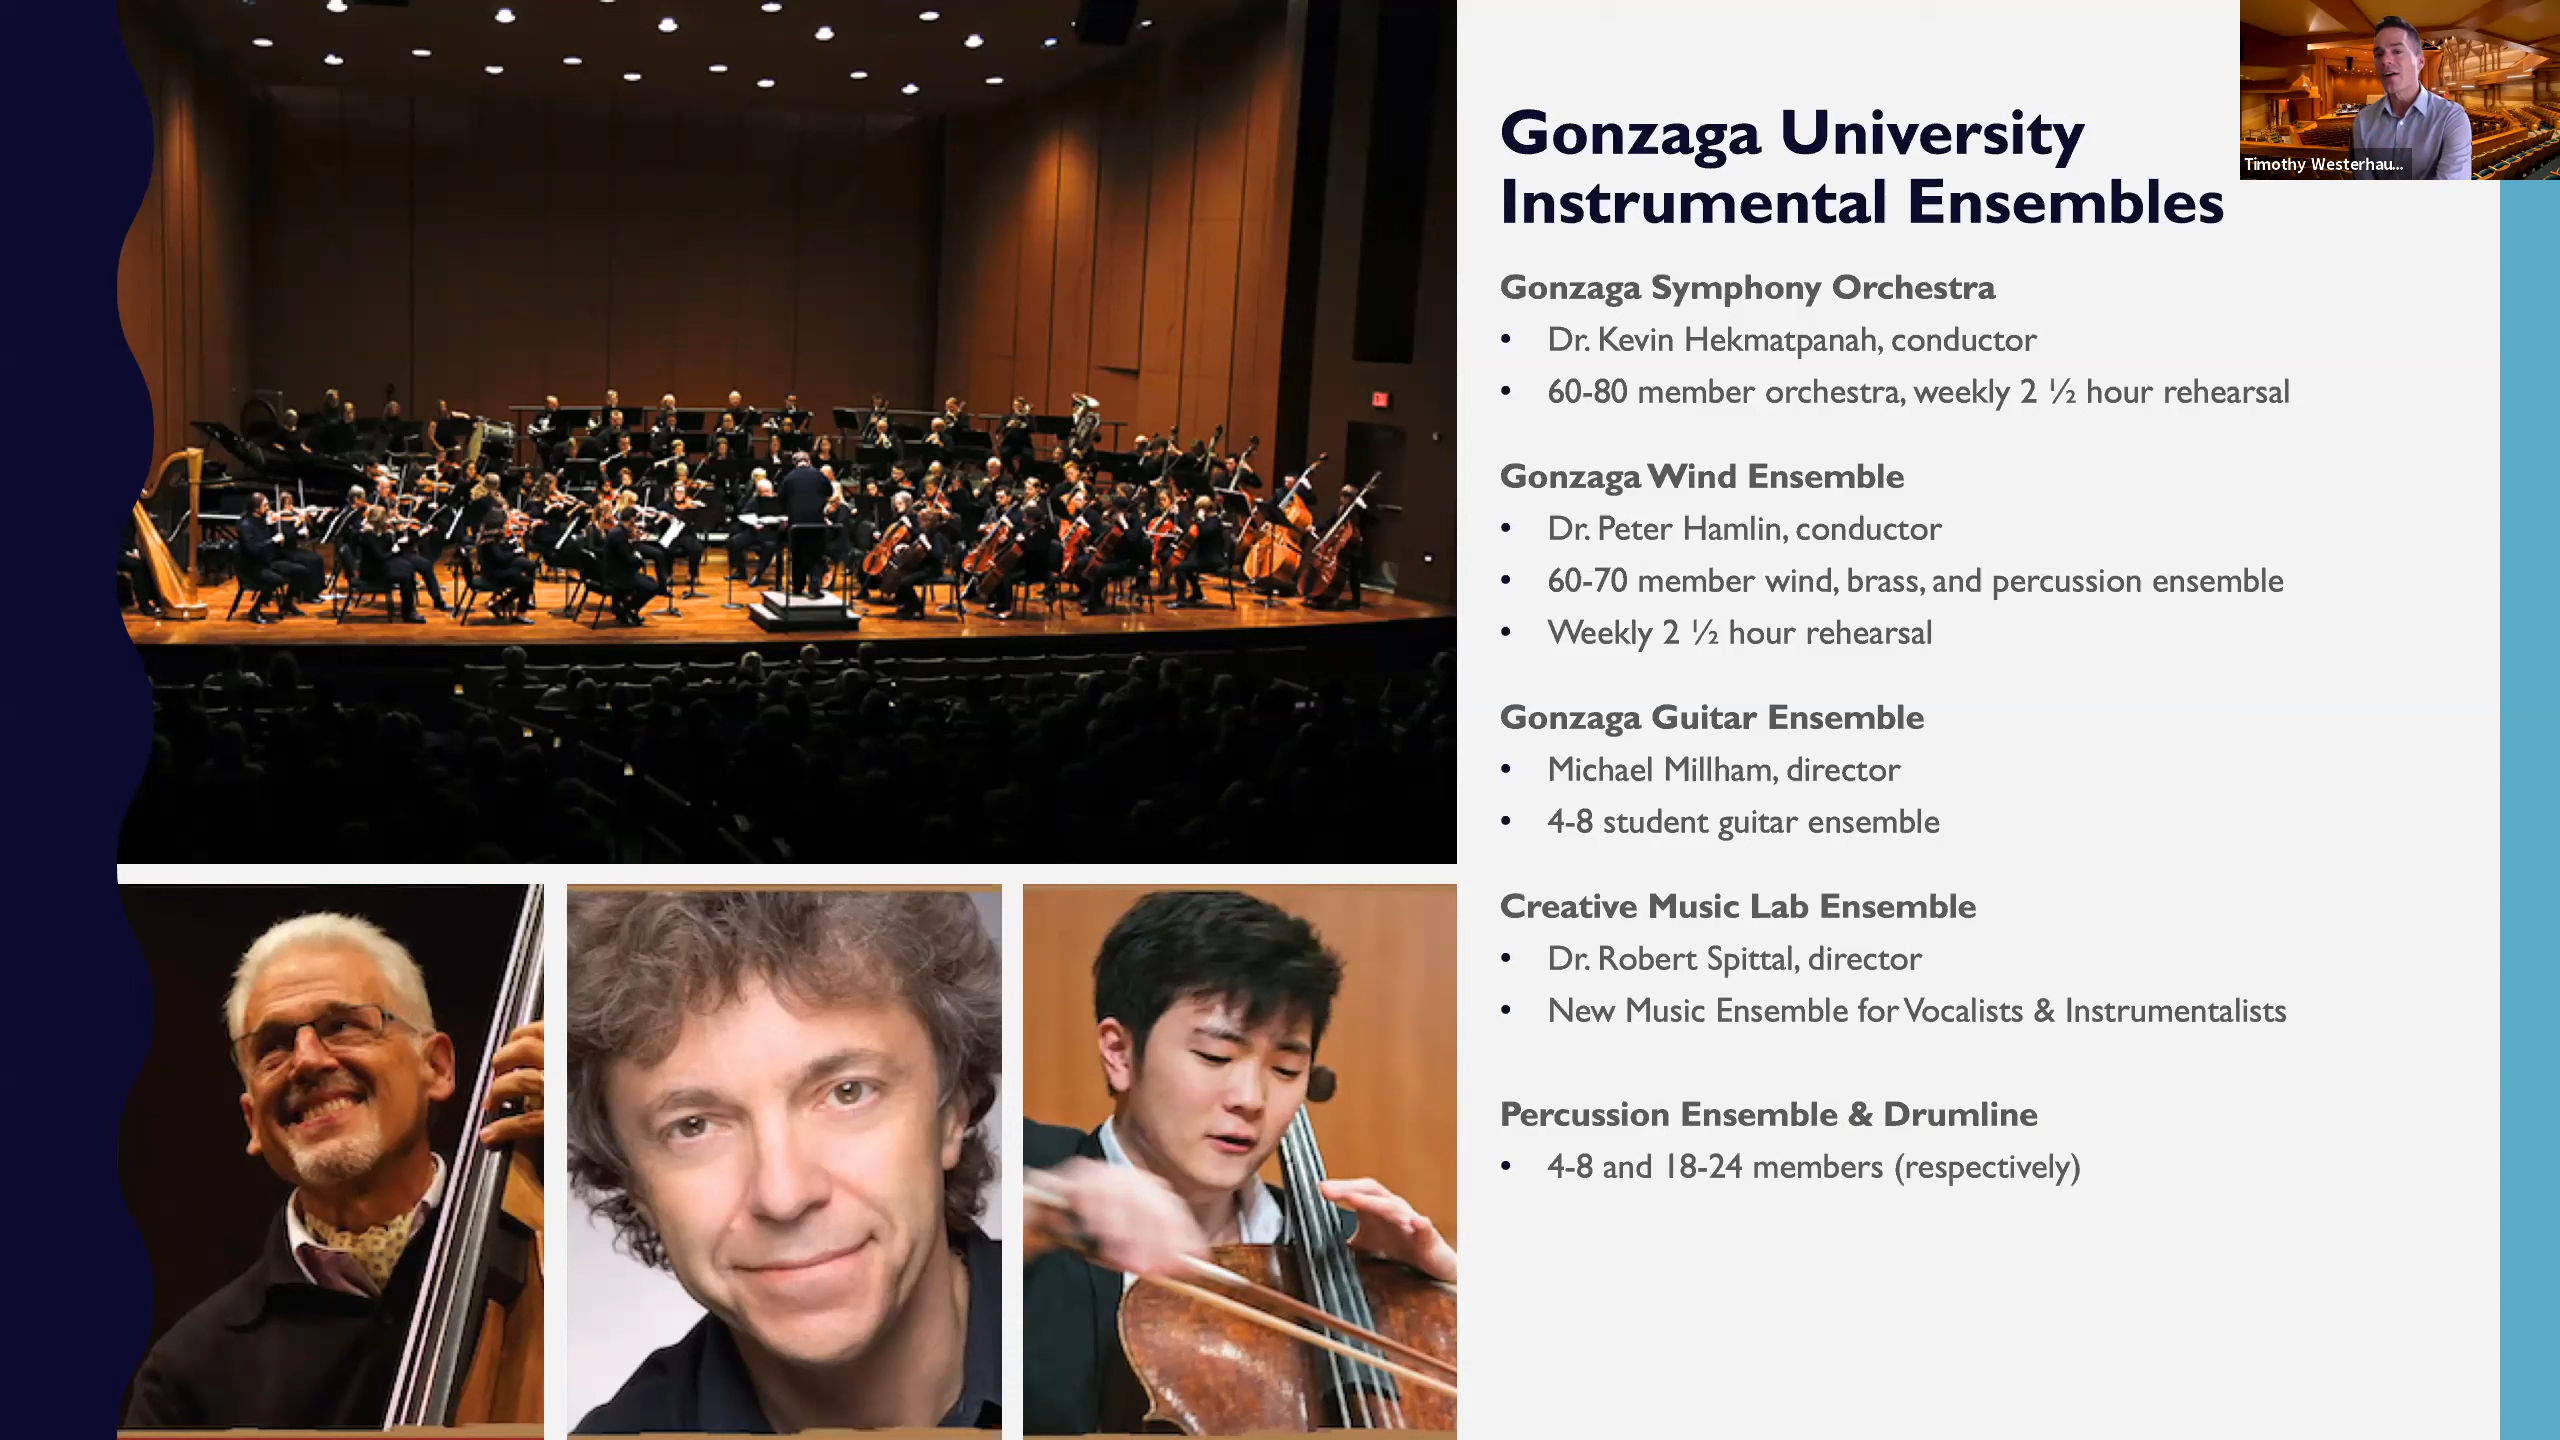 Gonzaga University
Instrumental Ensembles
Timothy Westerhau...
Gonzaga Symphony Orchestra
• Dr. Kevin Hekmatpanah, conductor
• 60-80 member orchestra, weekly 2 ½ hour rehearsal
Gonzaga Wind Ensemble
• Dr. Peter Hamlin, conductor
• 60-70 member wind, brass, and percussion ensemble
• Weekly 2 ½ hour rehearsal
Gonzaga Guitar Ensemble
• Michael Millham, director
• 4-8 student guitar ensemble
Creative Music Lab Ensemble
• Dr. Robert Spittal, director
• New Music Ensemble for Vocalists & Instrumentalists
Percussion Ensemble & Drumline
• 4-8 and 18-24 members (respectively)